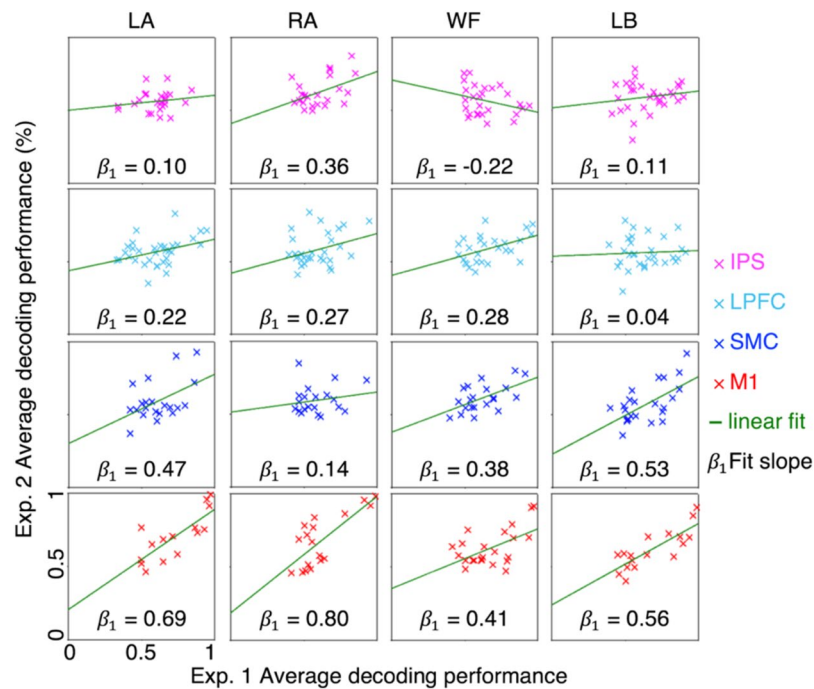 LA RA WF LB
β₁ = 0.10 β₁ = 0.36 β₁ = -0.22 β₁ = 0.11
β₁ = 0.22 β₁ = 0.27 β₁ = 0.28 β₁ = 0.04
β₁ = 0.47 β₁ = 0.14 β₁ = 0.38 β₁ = 0.53
β₁ = 0.69 β₁ = 0.80 β₁ = 0.41 β₁ = 0.56
1
0.5
0
0 0.5 1
Exp. 2 Average decoding performance (%)
Exp. 1 Average decoding performance
IPS
LPFC
SMC
M1
linear fit
β₁Fit slope